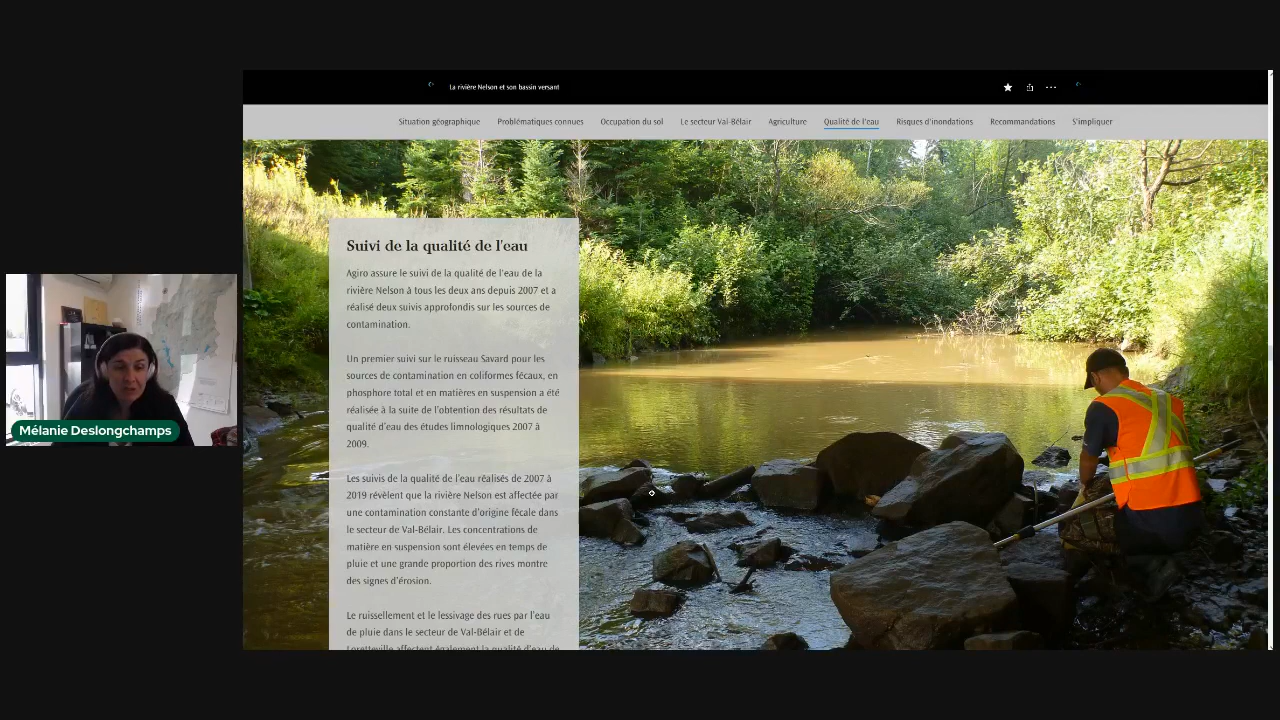 La rivière Nelson et son bassin versant
Situation géographique Problématiques connues Occupation du sol Le secteur Val-Bélair Agriculture Qualité de l'eau Risques d'inondations Recommandations S'impliquer
Suivi de la qualité de l'eau
Agiro assure le suivi de la qualité de l'eau de la
rivière Nelson à tous les deux ans depuis 2007 et a
réalisé deux suivis approfondis sur les sources de
contamination.
Un premier suivi sur le ruisseau Savard pour les
sources de contamination en coliformes fécaux, en
phosphore total et en matières en suspension a été
réalisée à la suite de l'obtention des résultats de
qualité d'eau des études limnologiques 2007 à
2009.
Les suivis de la qualité de l'eau réalisés de 2007 à
2019 révèlent que la rivière Nelson est affectée par
une contamination constante d'origine fécale dans
le secteur de Val-Bélair. Les concentrations de
matière en suspension sont élevées en temps de
pluie et une grande proportion des rives montre
des signes d'érosion.
Le ruissellement et le lessivage des rues par l'eau
de pluie dans le secteur de Val-Bélair et de
Loretteville affectent également la qualité d'eau de
Mélanie Deslongchamps